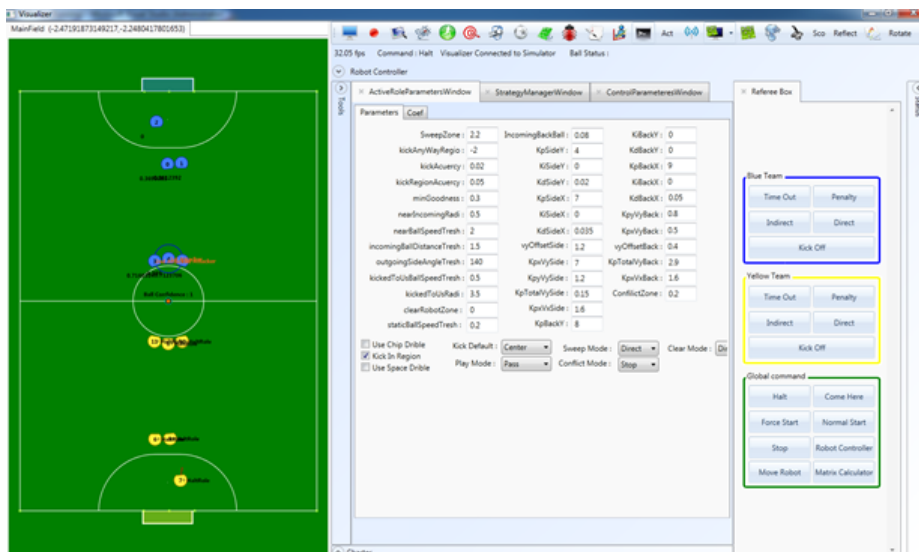 Visualizer
MainField (-2.47191873149217,-2.2480417801653)
Act
Sco Reflect Rotate
32.05 fps Command : Halt Visualizer Connected to Simulator Ball Status :
Robot Controller
Tools
ActiveRoleParametersWindow StrategyManagerWindow ControlParameteresWindow Referee Box
Parameters Coef
SweepZone : 2.2 IncomingBackBall : 0.08 KiBackY : 0
kickAnyWayRegio : -2 KpSideY : 4 KdBackY : 0
kickAcuercy : 0.02 KiSideY : 0 KpBackX : 9
kickRegionAcuercy : 0.05 KdSideY : 0.02 KiBackX : 0
minGoodness : 0.3 KpSideX : 7 KdBackX : 0.05
nearIncomingRadi : 0.5 KiSideX : 0 KpyVyBack : 0.8
nearBallSpeedTresh : 2 KdSideX : 0.035 KpxVyBack : 0.5
incomingBallDistanceTresh : 1.5 vyOffsetSide : 1.2 vyOffsetBack : 0.4
outgoingSideAngleTresh : 140 KpxVySide : 7 KpTotalVyBack : 2.9
kickedToUsBallSpeedTresh : 0.5 KpyVySide : 1.2 KpxVxBack : 1.6
kickedToUsRadi : 3.5 KpTotalVySide : 0.15 ConflictZone : 0.2
clearRobotZone : 0 KpxVxSide : 1.6
staticBallSpeedTresh : 0.2 KpBackY : 8
Use Chip Drible Kick Default : Center Sweep Mode : Direct Clear Mode : Di
Kick In Region
Use Space Drible Play Mode : Pass Conflict Mode : Stop
Blue Team
Time Out Penalty
Indirect Direct
Kick Off
Yellow Team
Time Out Penalty
Indirect Direct
Kick Off
Global command
Halt Come Here
Force Start Normal Start
Stop Robot Controller
Move Robot Matrix Calculator
Ball Confidence : 1